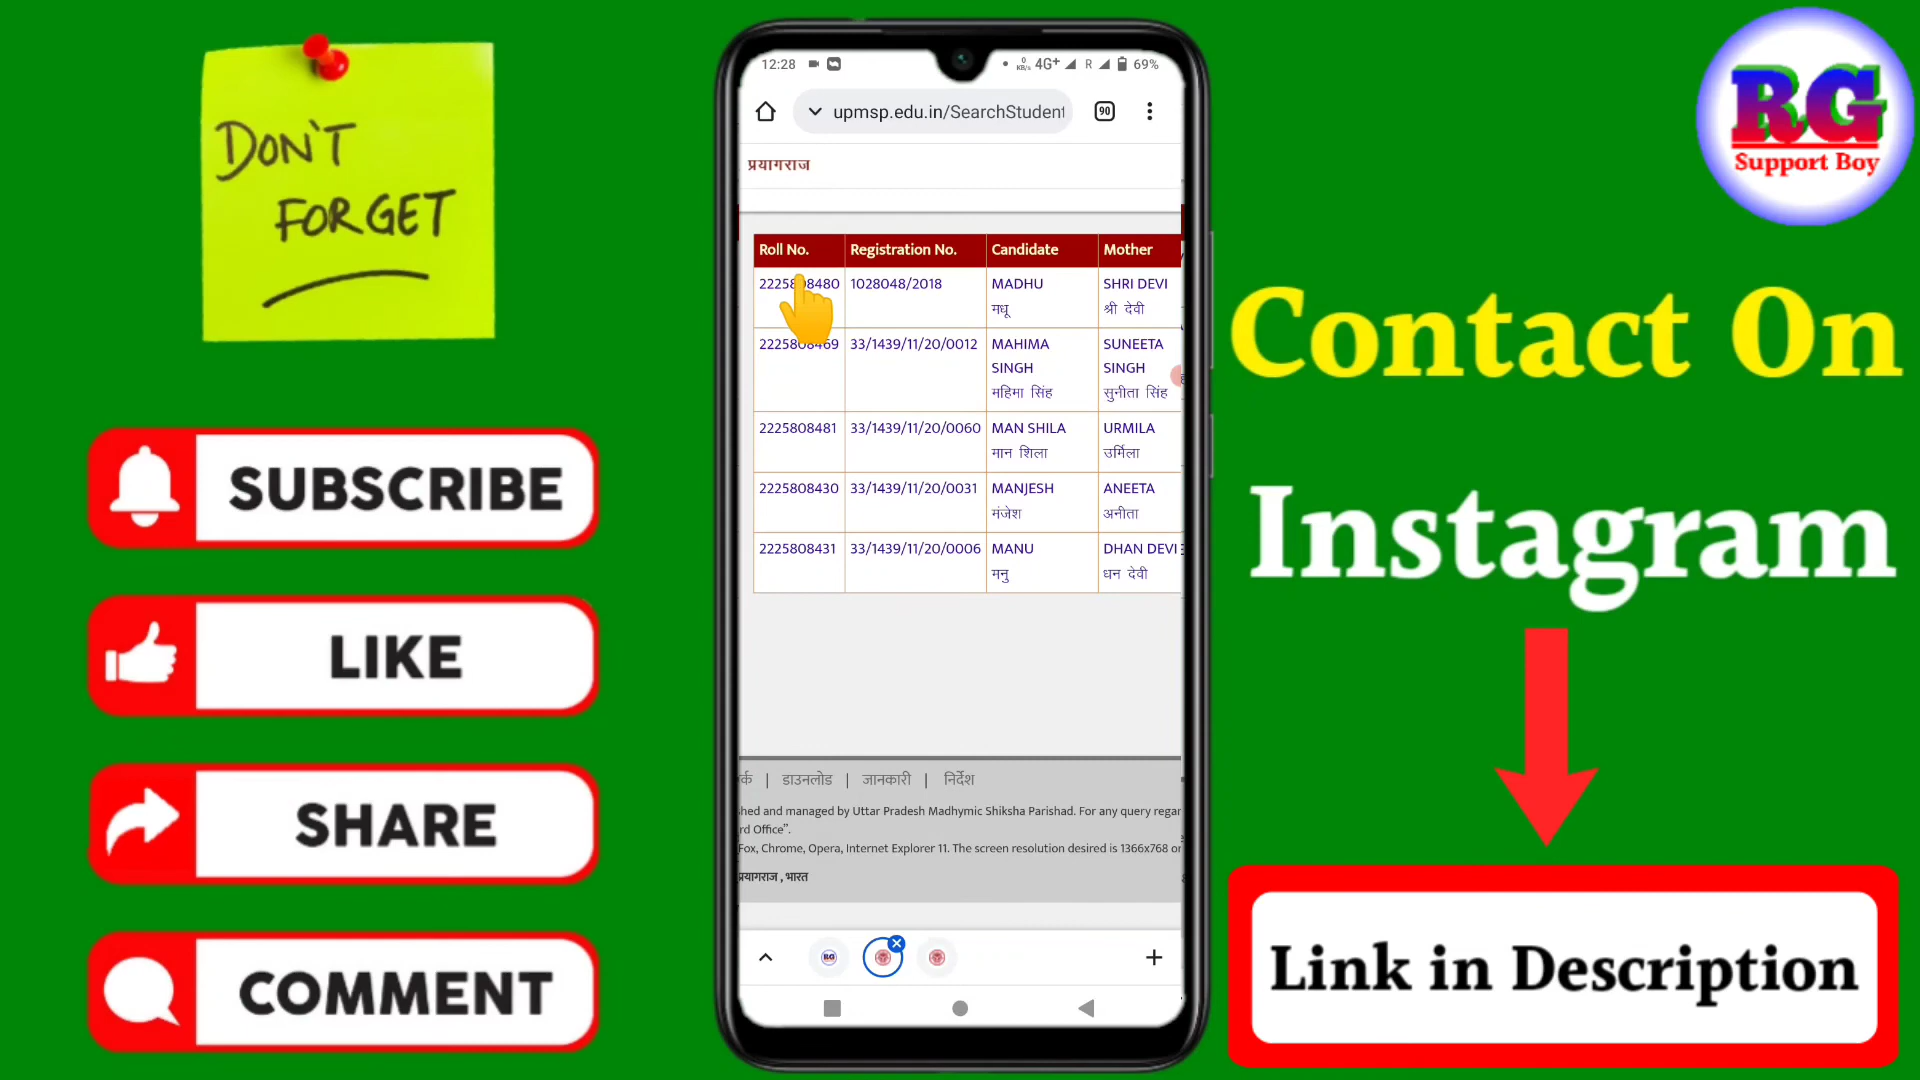 DON'T
FORGET
SUBSCRIBE
LIKE
SHARE
COMMENT
12:28
0
KB/s 4G+ R 69%
upmsp.edu.in/SearchStudent
90
प्रयागराज
Roll No. Registration No. Candidate Mother
1028048/2018 MADHU SHRI DEVI
मधू श्री देवी
33/1439/11/20/0012 MAHIMA SUNEETA
SINGH SINGH
महिमा सिंह सुनीता सिंह
2225808481 33/1439/11/20/0060 MAN SHILA URMILA
मान शिला उर्मिला
2225808430 33/1439/11/20/0031 MANJESH ANEETA
मंजेश अनीता
2225808431 33/1439/11/20/0006 MANU DHAN DEVI
मनु धन देवी
र्क | डाउनलोड | जानकारी | निर्देश
hed and managed by Uttar Pradesh Madhymic Shiksha Parishad. For any query regar
rd Office”.
Fox, Chrome, Opera, Internet Explorer 11. The screen resolution desired is 1366x768 or
प्रयागराज , भारत
RG
RG
Support Boy
Contact On
Instagram
Link in Description